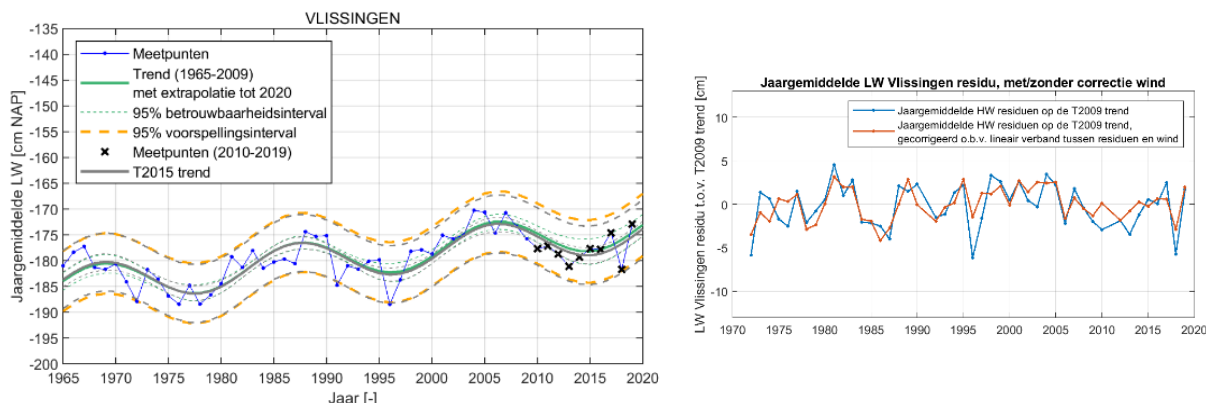 VLISSINGEN
Jaargemiddelde LW [cm NAP]
-135
-140
-145
-150
-155
-160
-165
-170
-175
-180
-185
-190
-195
-200
Meetpunten
Trend (1965-2009)
met extrapolatie tot 2020
95% betrouwbaarheidsinterval
95% voorspellingsinterval
Meetpunten (2010-2019)
T2015 trend
1965 1970 1975 1980 1985 1990 1995 2000 2005 2010 2015 2020
Jaar [-]
Jaargemiddelde LW Vlissingen residu, met/zonder correctie wind
LW Vlissingen residu t.o.v. T2009 trend [cm]
10
5
0
-5
-10
Jaargemiddelde HW residuen op de T2009 trend
Jaargemiddelde HW residuen op de T2009 trend,
gecorrigeerd o.b.v. lineair verband tussen residuen en wind
1970 1975 1980 1985 1990 1995 2000 2005 2010 2015 2020